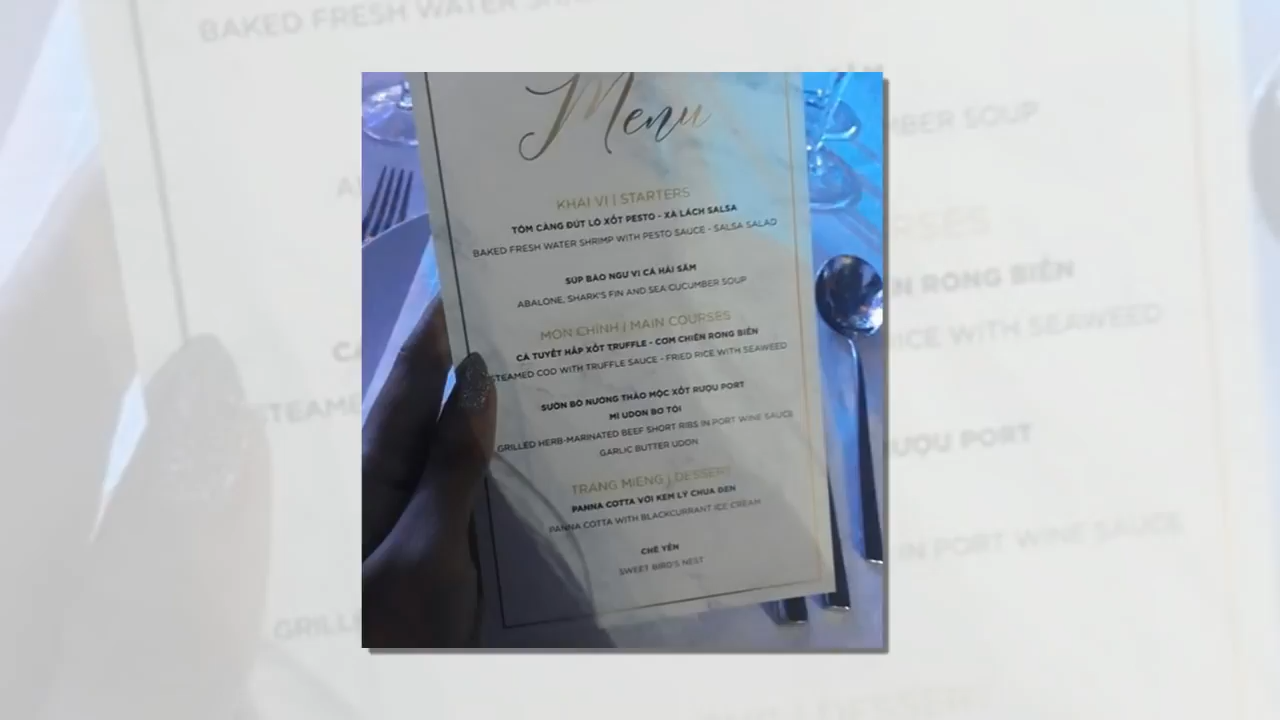 Menu
KHAI VỊ | STARTERS
TÔM CÀNG ĐÚT LÒ XỐT PESTO - XÀ LÁCH SALSA
BAKED FRESH WATER SHRIMP WITH PESTO SAUCE - SALSA SALAD
SÚP BÀO NGƯ VI CÁ HẢI SÂM
ABALONE, SHARK'S FIN AND SEA CUCUMBER SOUP
MÓN CHÍNH | MAIN COURSES
CÁ TUYẾT HẤP XỐT TRUFFLE - CƠM CHIÊN RONG BIỂN
STEAMED COD WITH TRUFFLE SAUCE - FRIED RICE WITH SEAWEED
SƯỜN BÒ NƯỚNG THẢO MỘC XỐT RƯỢU PORT
MÌ UDON BƠ TỎI
GRILLED HERB-MARINATED BEEF SHORT RIBS IN PORT WINE SAUCE
GARLIC BUTTER UDON
TRÁNG MIỆNG | DESSERT
PANNA COTTA VỚI KEM LÝ CHUA ĐEN
PANNA COTTA WITH BLACKCURRANT ICE CREAM
CHÈ YẾN
SWEET BIRD'S NEST